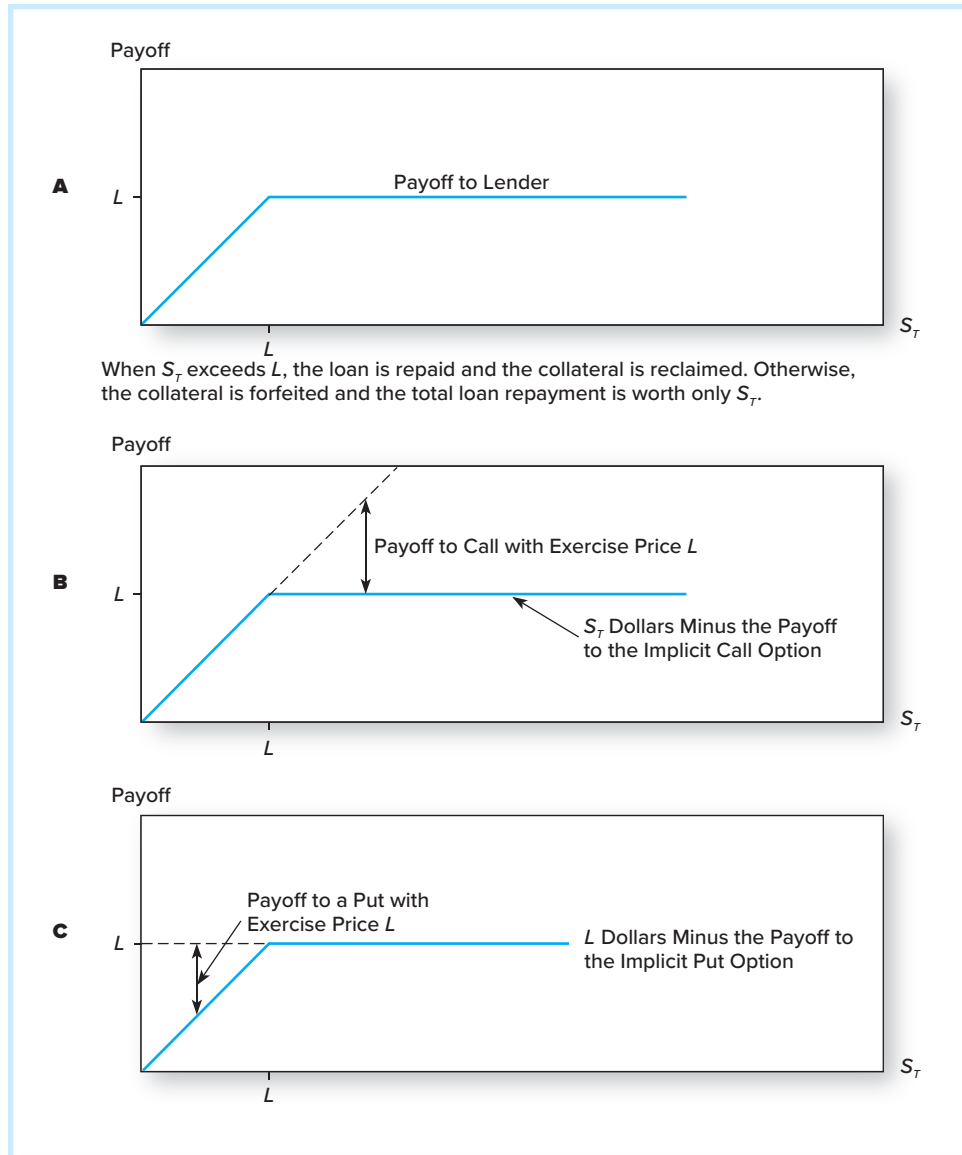 Payoff
A
L
Payoff to Lender
S_T
L
When S_T exceeds L, the loan is repaid and the collateral is reclaimed. Otherwise,
the collateral is forfeited and the total loan repayment is worth only S_T.
Payoff
Payoff to Call with Exercise Price L
B
L
S_T Dollars Minus the Payoff
to the Implicit Call Option
S_T
L
Payoff
Payoff to a Put with
Exercise Price L
C
L
L Dollars Minus the Payoff to
the Implicit Put Option
S_T
L